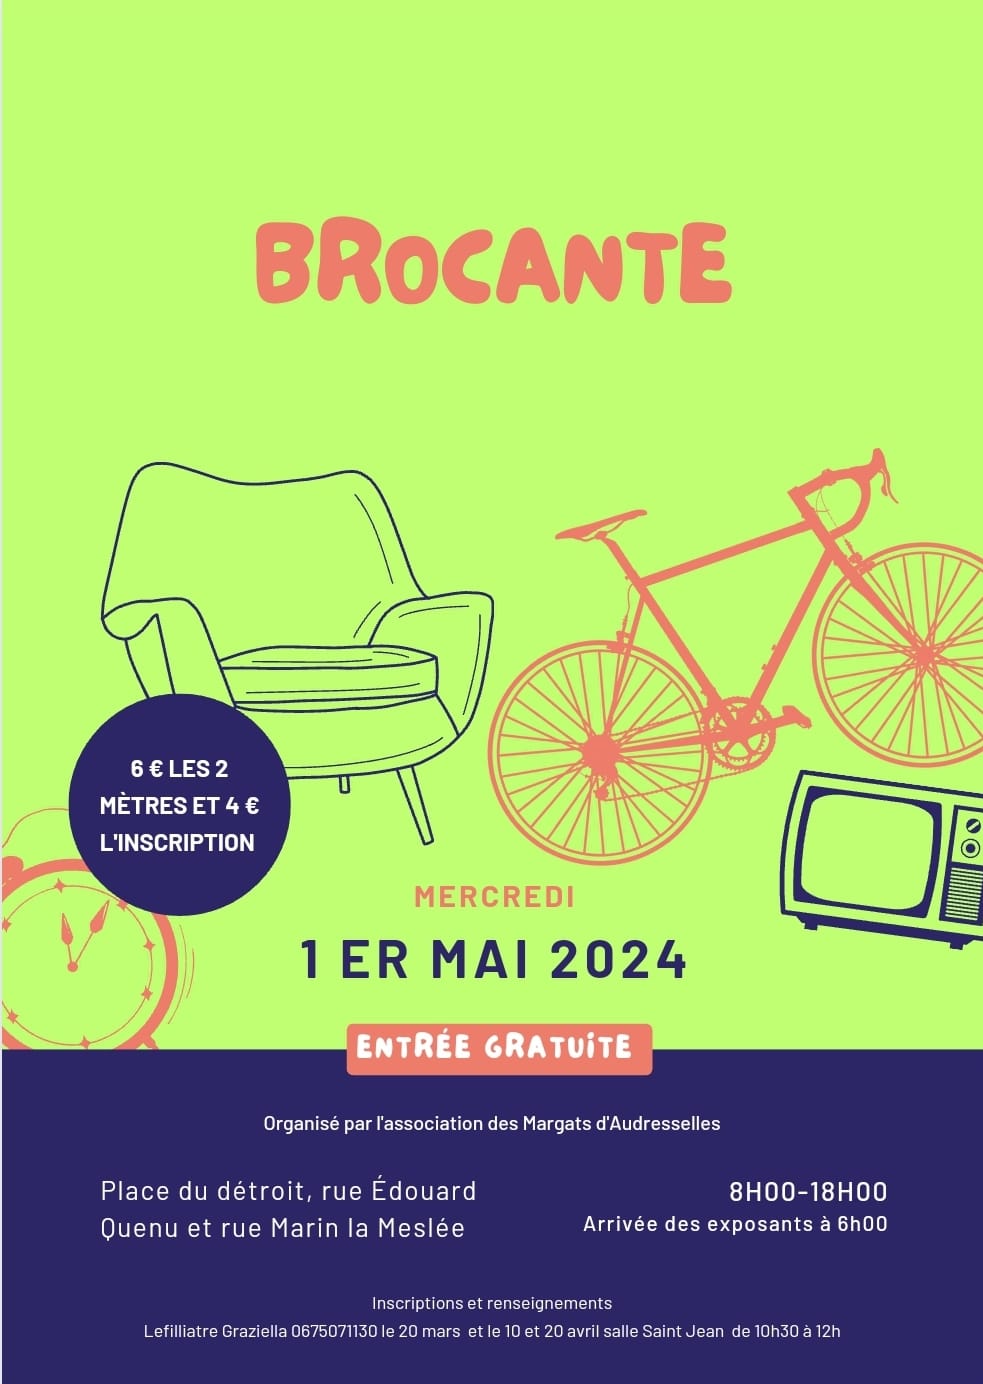 BROCANTE
6 € LES 2
MÈTRES ET 4 €
L'INSCRIPTION
MERCREDI
1 ER MAI 2024
ENTRÉE GRATUITE
Organisé par l'association des Margats d'Audresselles
Place du détroit, rue Édouard
Quenu et rue Marin la Meslée
8H00-18H00
Arrivée des exposants à 6h00
Inscriptions et renseignements
Lefilliatre Graziella 0675071130 le 20 mars et le 10 et 20 avril salle Saint Jean de 10h30 à 12h